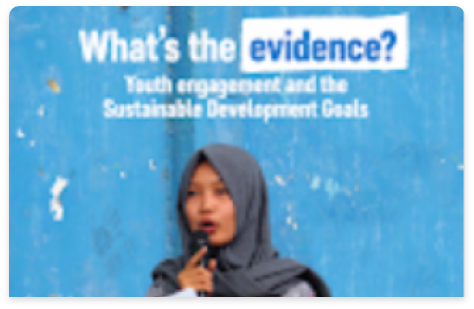 What's the evidence?
Youth engagement and the
Sustainable Development Goals